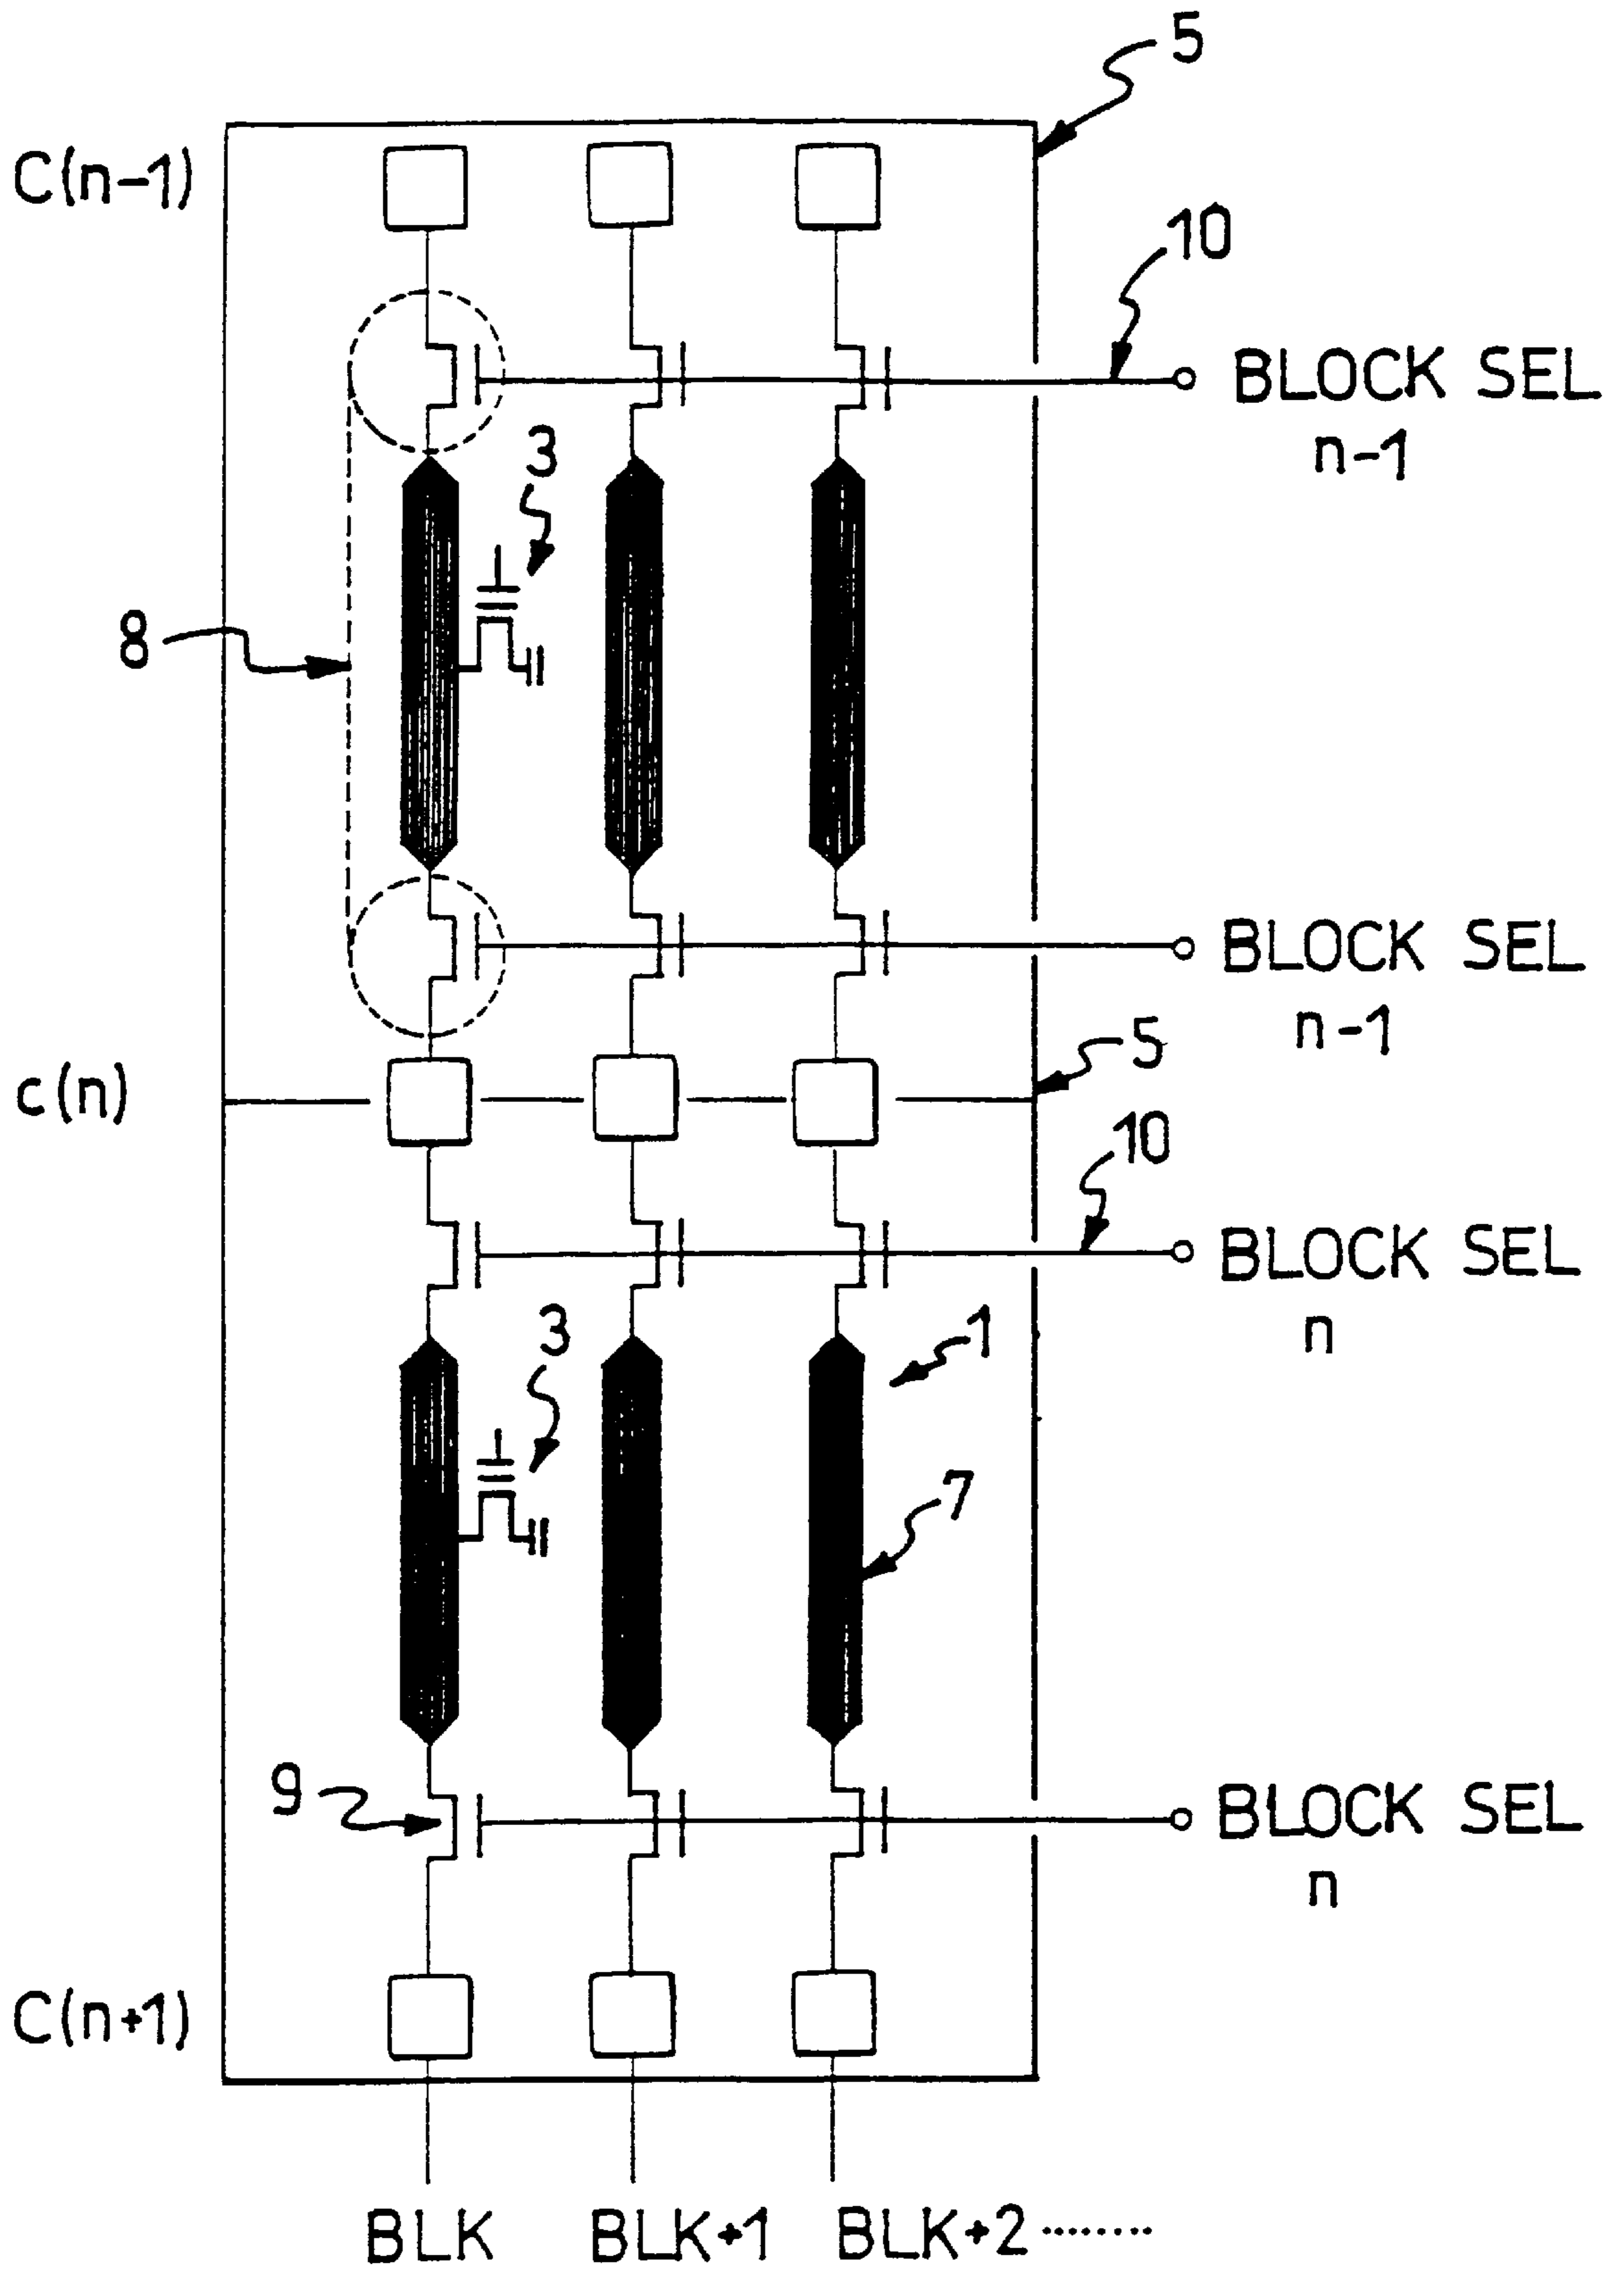 5
C(n-1)
10
BLOCK SEL
n-1
3
8
BLOCK SEL
n-1
5
c(n)
10
BLOCK SEL
n
3
1
7
9
BLOCK SEL
n
C(n+1)
BLK BLK+1 BLK+2 ........